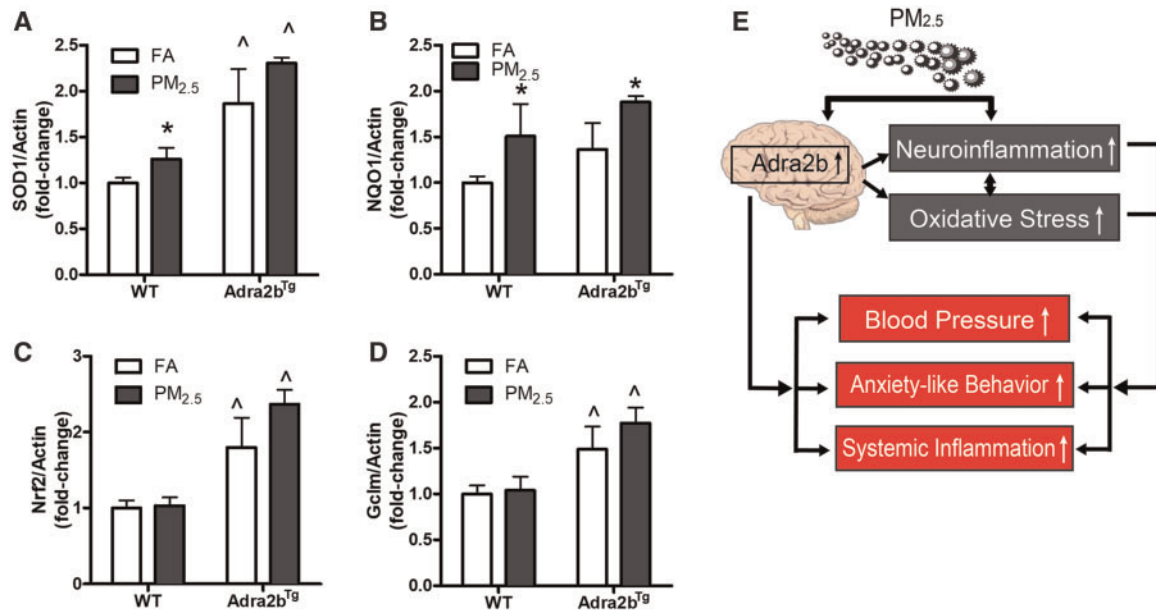 A
SOD1/Actin
(fold-change)
2.5
2.0
1.5
1.0
0.5
0.0
FA
PM2.5
*
^
^
WT
Adra2bTg
B
NQO1/Actin
(fold-change)
2.5
2.0
1.5
1.0
0.5
0.0
FA
PM2.5
*
*
WT
Adra2bTg
C
Nrf2/Actin
(fold-change)
3
2
1
0
FA
PM2.5
^
^
WT
Adra2bTg
D
Gclm/Actin
(fold-change)
2.5
2.0
1.5
1.0
0.5
0.0
FA
PM2.5
^
^
WT
Adra2bTg
E
PM2.5
Adra2b↑
Neuroinflammation↑
Oxidative Stress↑
Blood Pressure↑
Anxiety-like Behavior↑
Systemic Inflammation↑